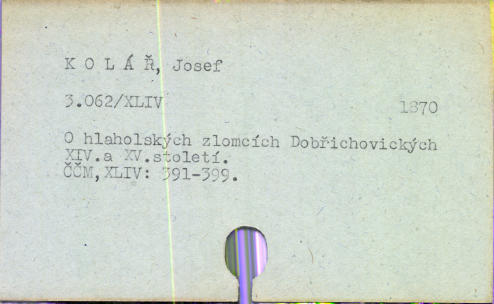 K O L Á Ř, Josef
3.062/XLIV 1870
O hlaholských zlomcích Dobřichovických
XIV.a XV.století.
ČČM,XLIV: 391-399.